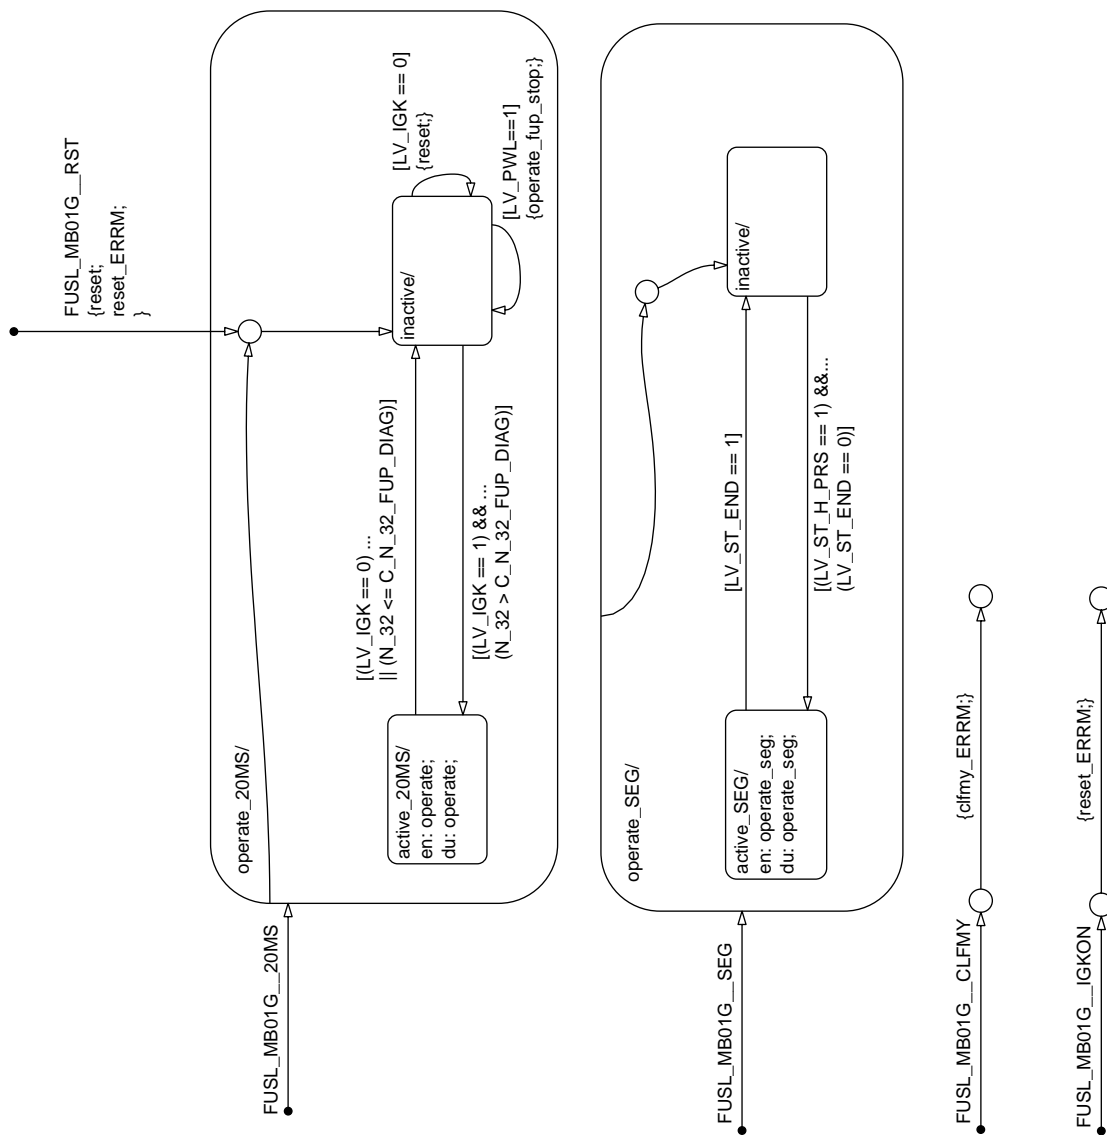 FUSL_MB01G__RST
{reset;
reset_ERRM;
}
operate_20MS/
[LV_IGK == 0]
{reset;}
[LV_PWL==1]
{operate_fup_stop;}
inactive/
[(LV_IGK == 0) ...
|| (N_32 <= C_N_32_FUP_DIAG)]
[(LV_IGK == 1) && ...
(N_32 > C_N_32_FUP_DIAG)]
active_20MS/
en: operate;
du: operate;
FUSL_MB01G__20MS
operate_SEG/
inactive/
[LV_ST_END == 1]
[(LV_ST_H_PRS == 1) &&...
(LV_ST_END == 0)]
active_SEG/
en: operate_seg;
du: operate_seg;
FUSL_MB01G__SEG
FUSL_MB01G__CLFMY
{clfmy_ERRM;}
FUSL_MB01G__IGKON
{reset_ERRM;}